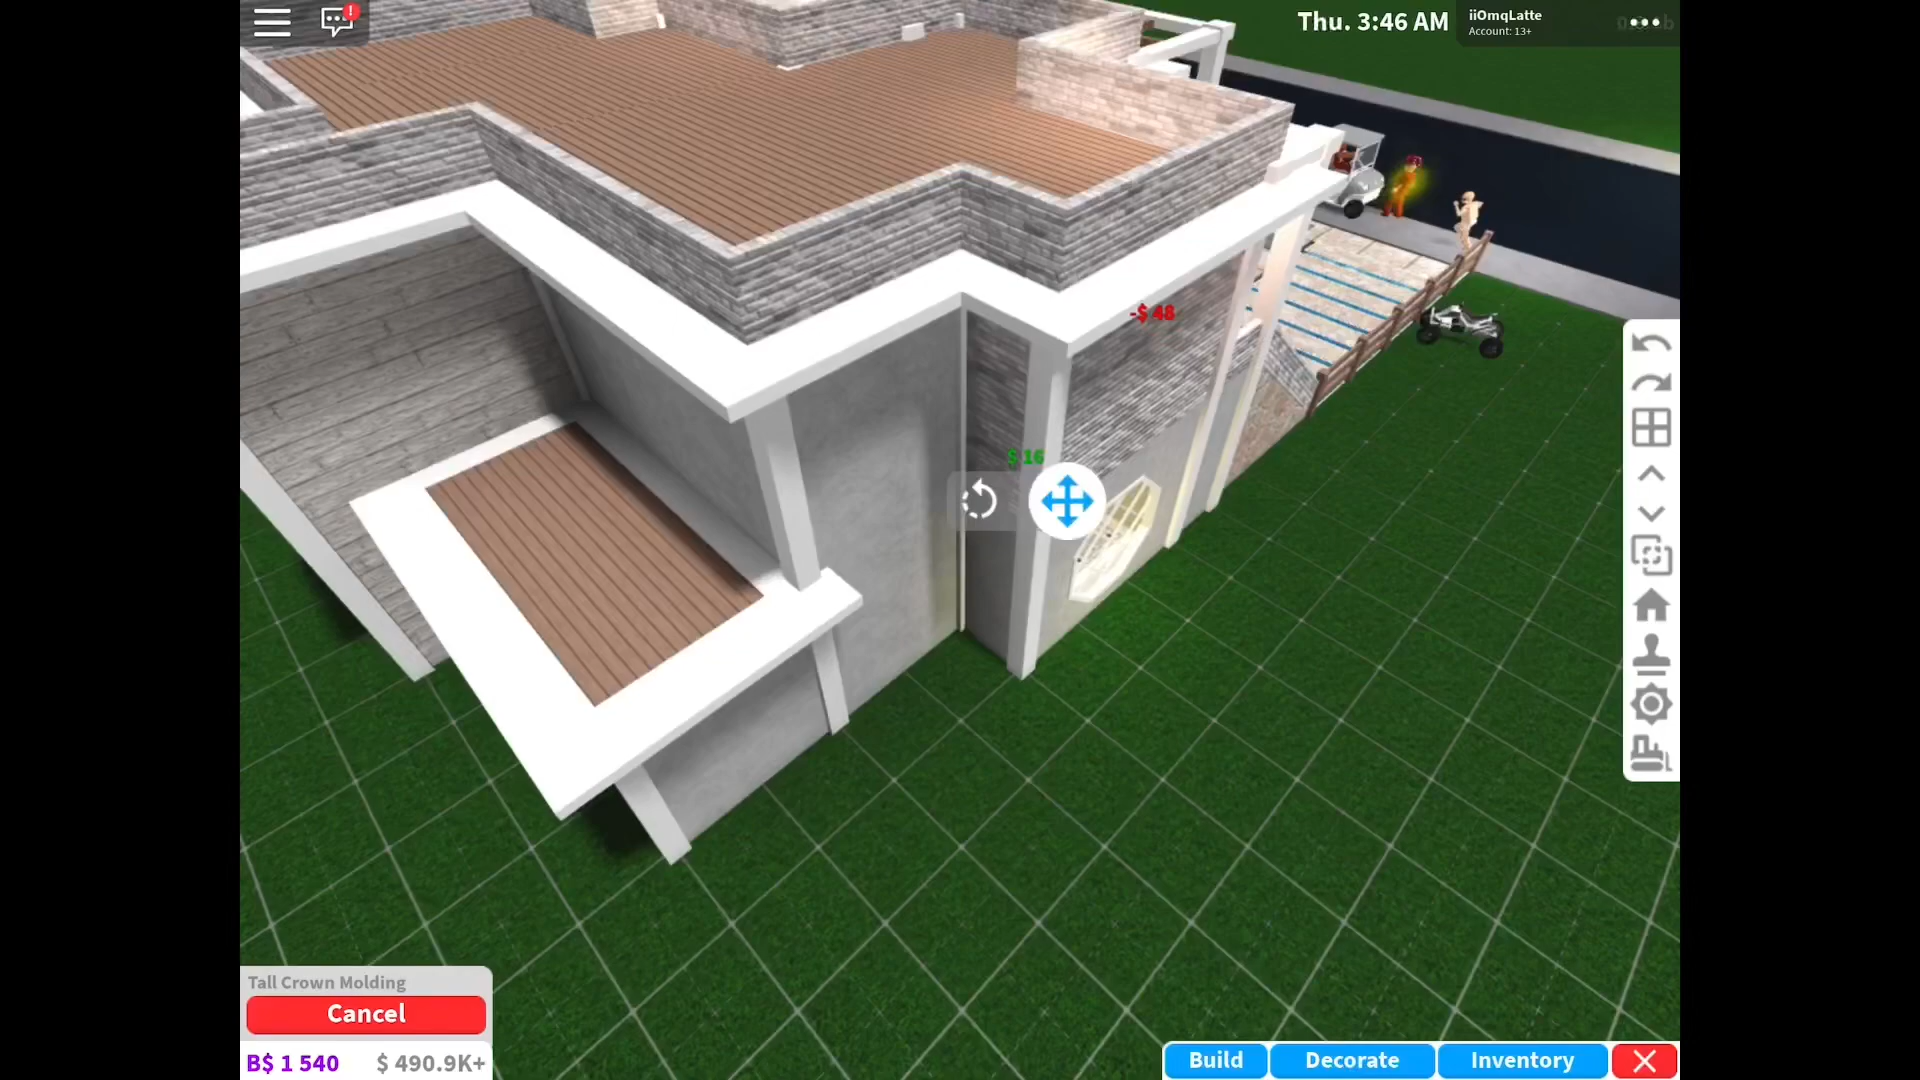 Thu. 3:46 AM
iiOmqLatte
Account: 13+
-$ 48
$ 16
Tall Crown Molding
Cancel
B$ 1 540
$ 490.9K+
Build
Decorate
Inventory